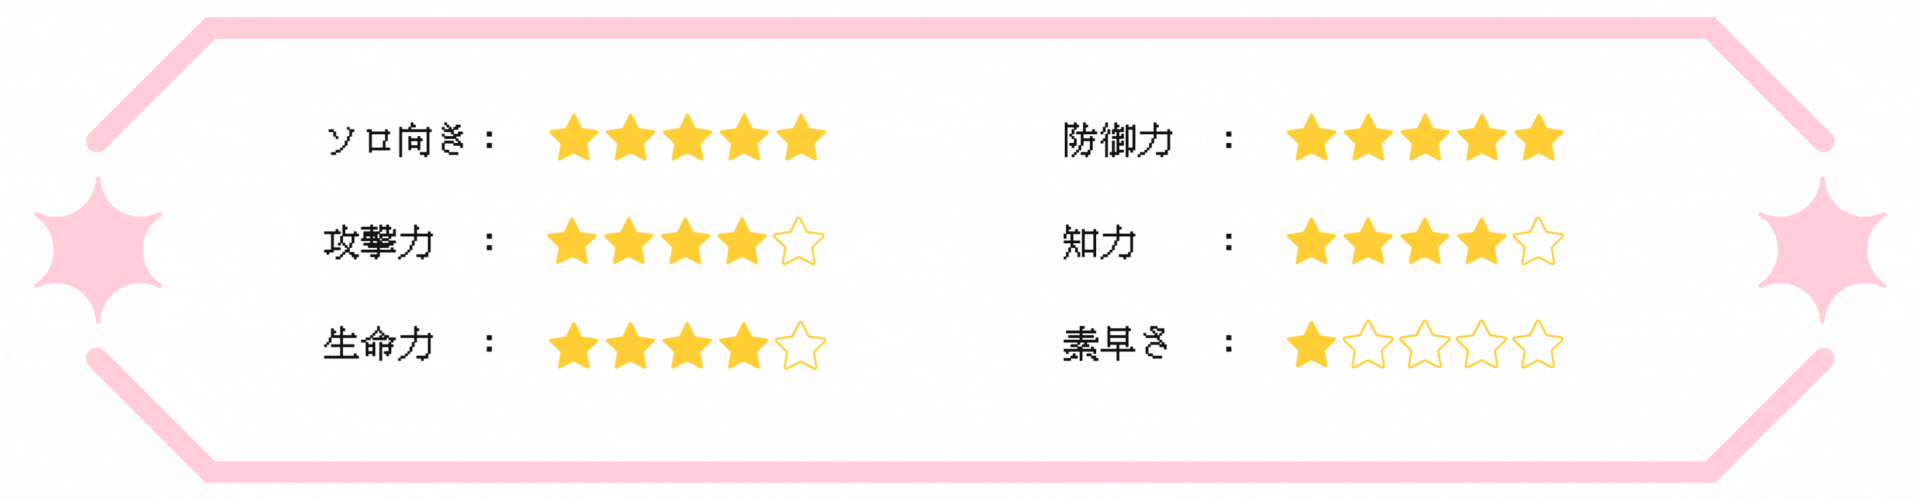 ソロ向き： ★★★★★ 防御力 ： ★★★★★
攻撃力 ： ★★★★☆ 知力 ： ★★★★☆
生命力 ： ★★★★☆ 素早さ ： ★☆☆☆☆